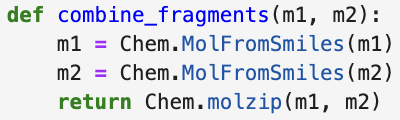 def combine_fragments(m1, m2):
    m1 = Chem.MolFromSmiles(m1)
    m2 = Chem.MolFromSmiles(m2)
    return Chem.molzip(m1, m2)